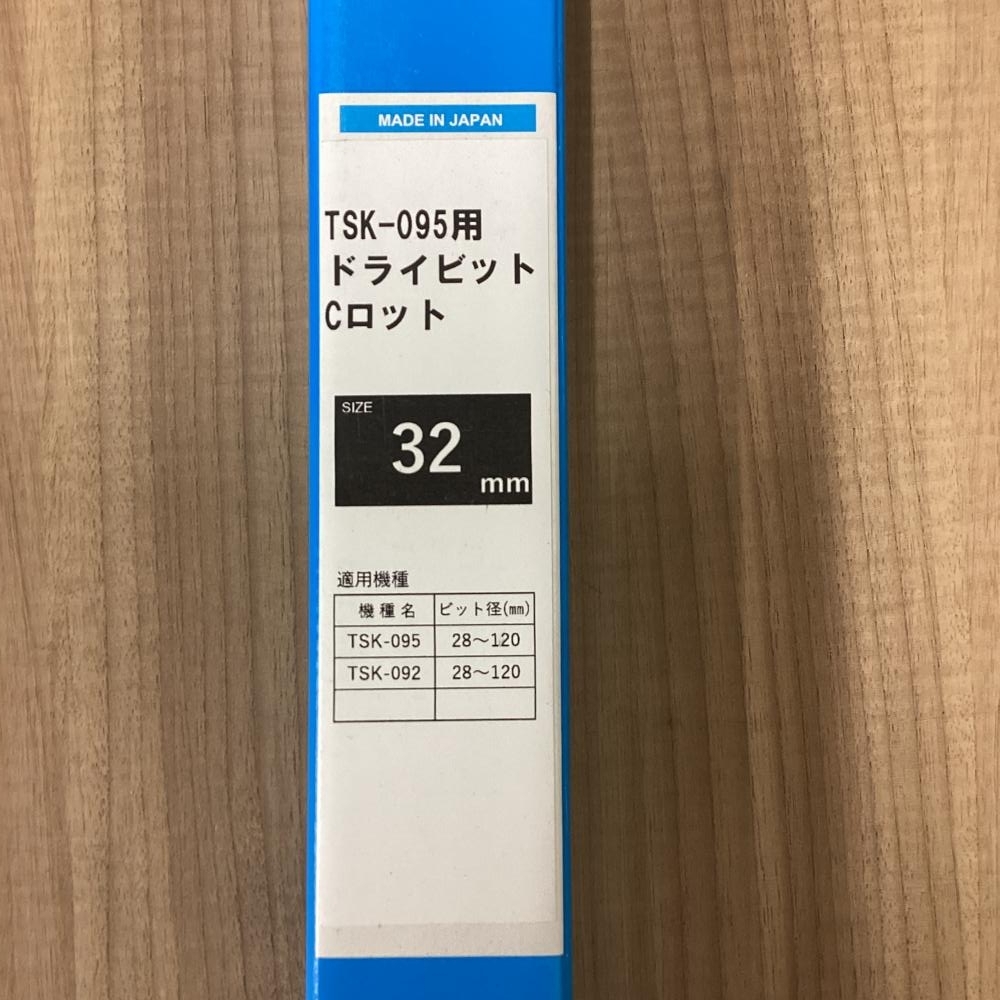 MADE IN JAPAN
TSK-095用
ドライビット
Cロット
SIZE
32
mm
適用機種
機種名 ビット径(㎜)
TSK-095 28～120
TSK-092 28～120